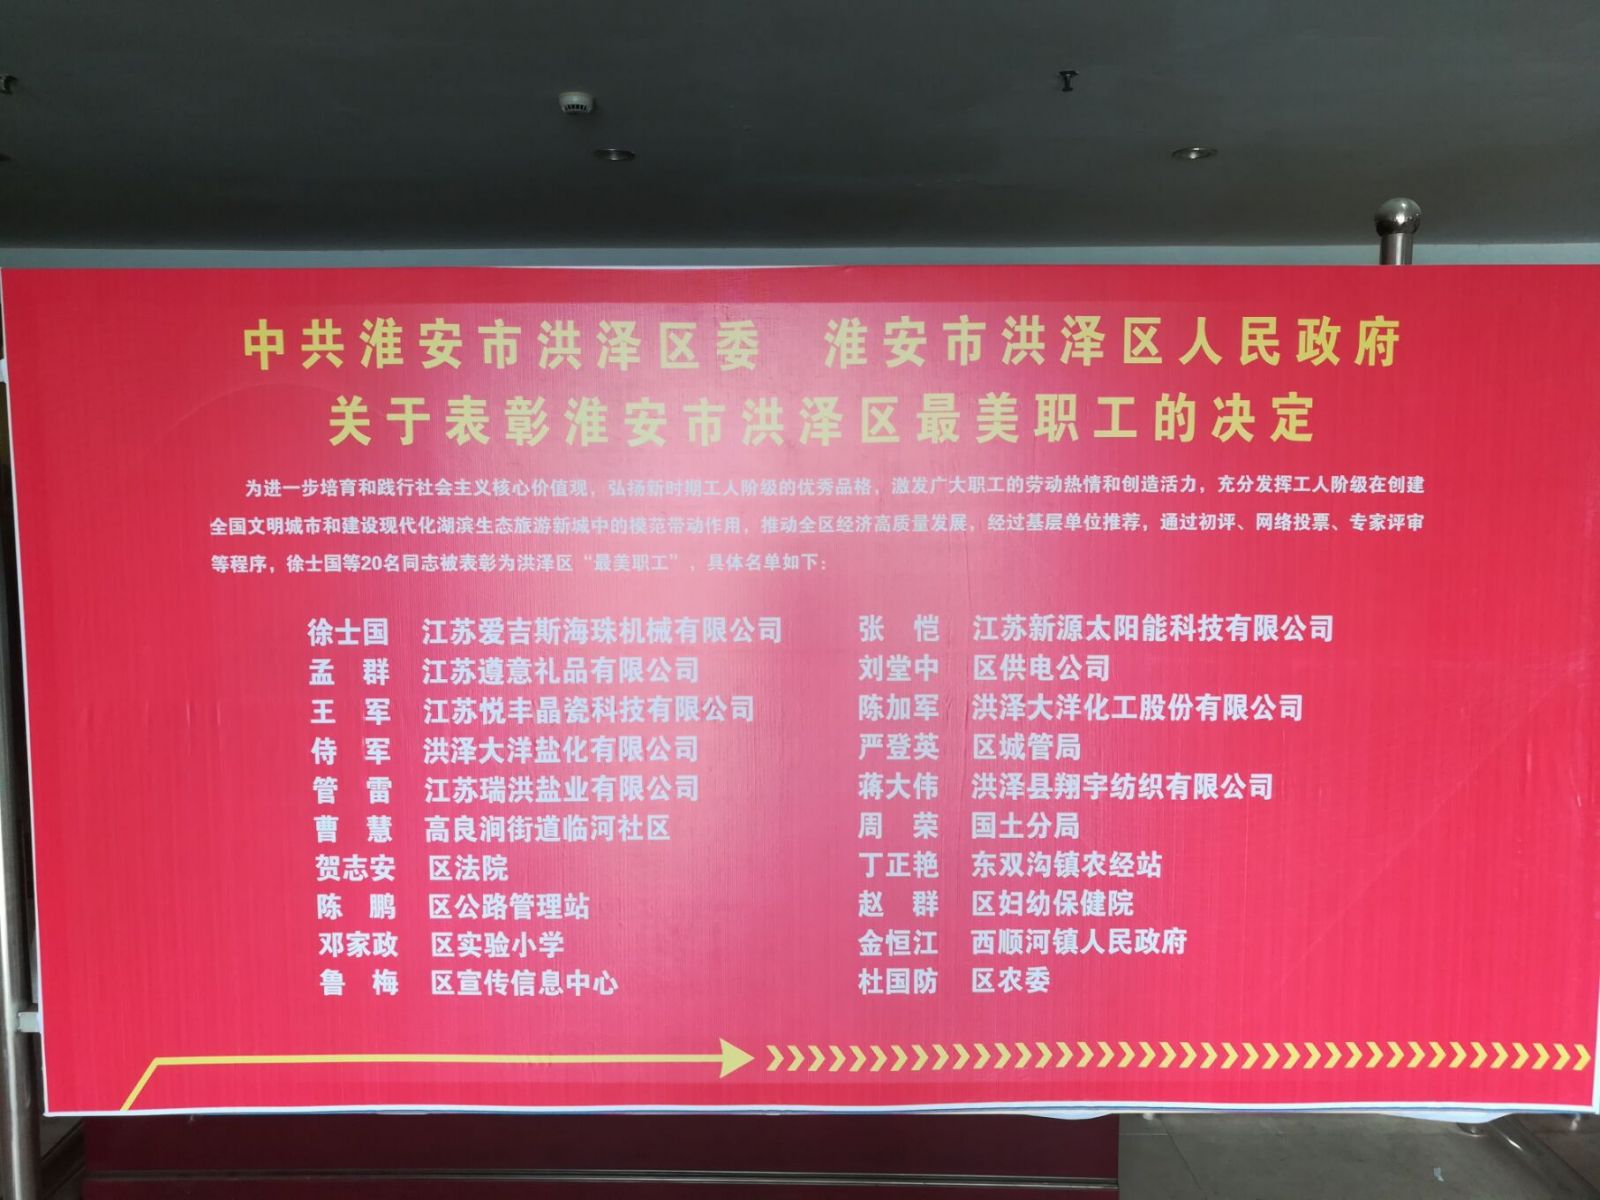 中共淮安市洪泽区委　淮安市洪泽区人民政府
关于表彰淮安市洪泽区最美职工的决定
为进一步培育和践行社会主义核心价值观，弘扬新时期工人阶级的优秀品格，激发广大职工的劳动热情和创造活力，充分发挥工人阶级在创建
全国文明城市和建设现代化湖滨生态旅游新城中的模范带动作用，推动全区经济高质量发展，经过基层单位推荐，通过初评、网络投票、专家评审
等程序，徐士国等20名同志被表彰为洪泽区“最美职工”，具体名单如下：
徐士国　江苏爱吉斯海珠机械有限公司　张　恺　江苏新源太阳能科技有限公司
孟　群　江苏遵意礼品有限公司　刘堂中　区供电公司
王　军　江苏悦丰晶瓷科技有限公司　陈加军　洪泽大洋化工股份有限公司
侍　军　洪泽大洋盐化有限公司　严登英　区城管局
管　雷　江苏瑞洪盐业有限公司　蒋大伟　洪泽县翔宇纺织有限公司
曹　慧　高良涧街道临河社区　周　荣　国土分局
贺志安　区法院　丁正艳　东双沟镇农经站
陈　鹏　区公路管理站　赵　群　区妇幼保健院
邓家政　区实验小学　金恒江　西顺河镇人民政府
鲁　梅　区宣传信息中心　杜国防　区农委